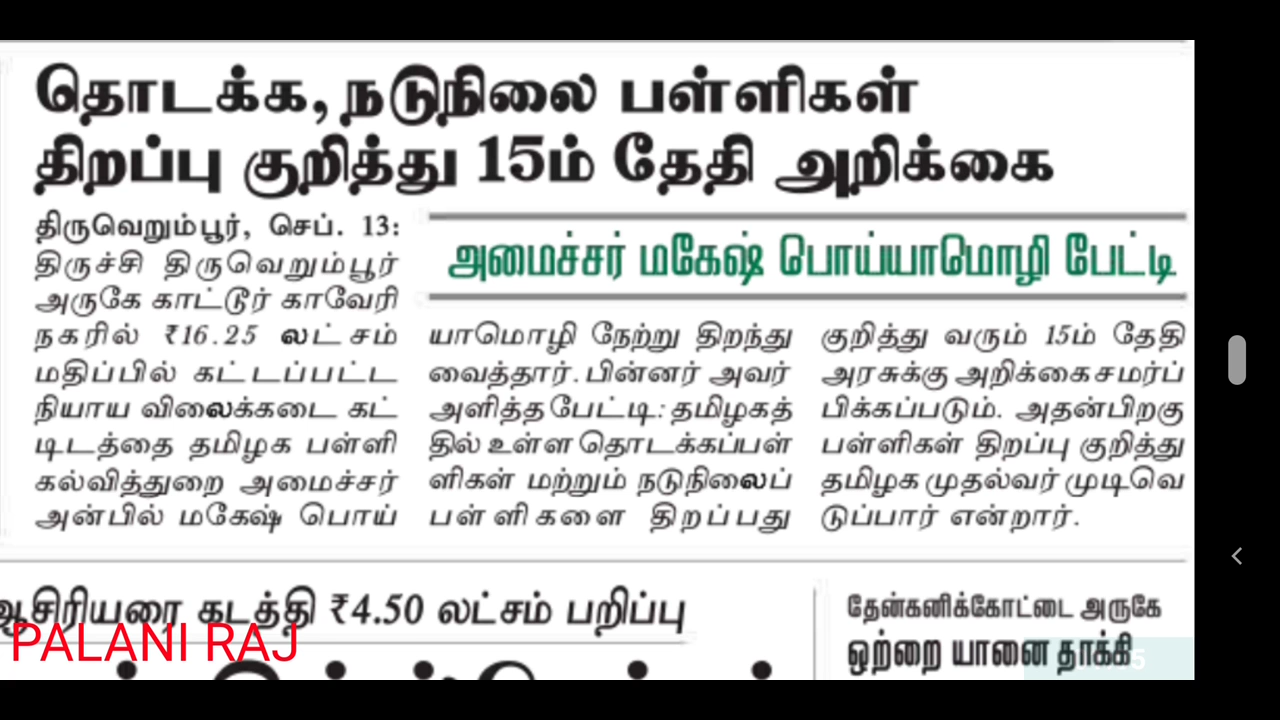 தொடக்க, நடுநிலை பள்ளிகள்
திறப்பு குறித்து 15ம் தேதி அறிக்கை
அமைச்சர் மகேஷ் பொய்யாமொழி பேட்டி
திருவெறும்பூர், செப். 13:
திருச்சி திருவெறும்பூர்
அருகே காட்டூர் காவேரி
நகரில் ₹16.25 லட்சம்
மதிப்பில் கட்டப்பட்ட
நியாய விலைக்கடை கட்
டிடத்தை தமிழக பள்ளி
கல்வித்துறை அமைச்சர்
அன்பில் மகேஷ் பொய்
யாமொழி நேற்று திறந்து
வைத்தார். பின்னர் அவர்
அளித்த பேட்டி: தமிழகத்
தில் உள்ள தொடக்கப்பள்
ளிகள் மற்றும் நடுநிலைப்
பள்ளிகளை திறப்பது
குறித்து வரும் 15ம் தேதி
அரசுக்கு அறிக்கை சமர்ப்
பிக்கப்படும். அதன்பிறகு
பள்ளிகள் திறப்பு குறித்து
தமிழக முதல்வர் முடிவெ
டுப்பார் என்றார்.
ஆசிரியரை கடத்தி ₹4.50 லட்சம் பறிப்பு
PALANI RAJ
தேன்கனிக்கோட்டை அருகே
ஒற்றை யானை தாக்கி